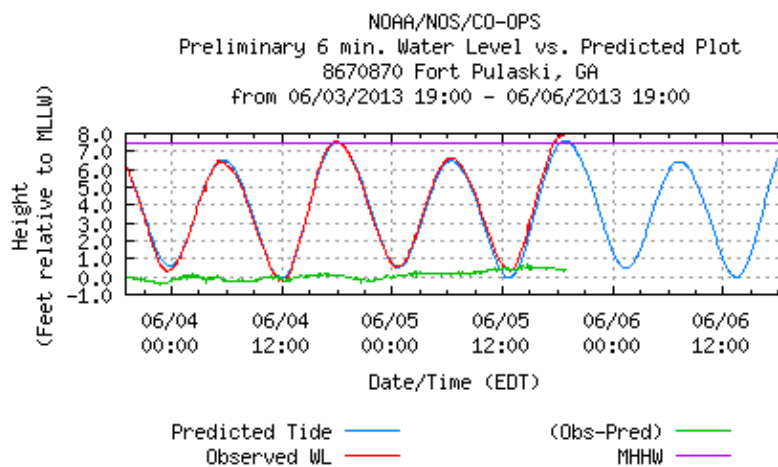 NOAA/NOS/CO-OPS
Preliminary 6 min. Water Level vs. Predicted Plot
8670870 Fort Pulaski, GA
from 06/03/2013 19:00 - 06/06/2013 19:00
8.0
7.0
6.0
5.0
4.0
3.0
2.0
1.0
0.0
-1.0
Height
(Feet relative to MLLW)
06/04 06/04 06/05 06/05 06/06 06/06
00:00 12:00 00:00 12:00 00:00 12:00
Date/Time (EDT)
Predicted Tide (Obs-Pred)
Observed WL MHHW